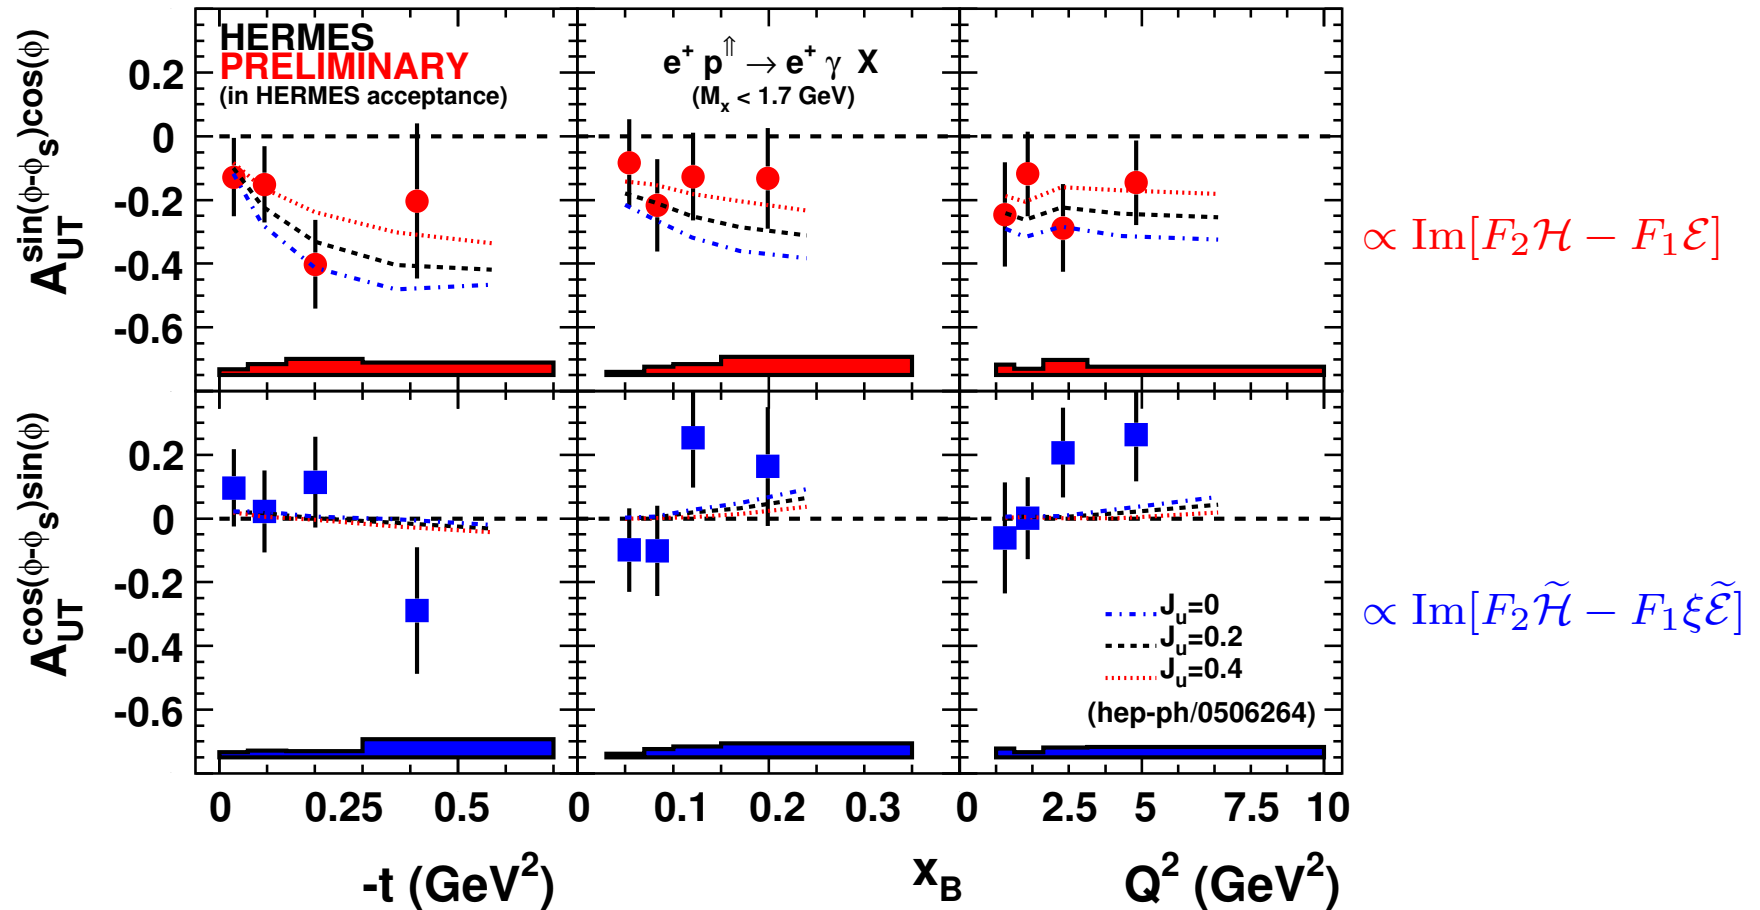 HERMES
PRELIMINARY
(in HERMES acceptance)
e⁺ p⇑ → e⁺ γ X
(Mₓ < 1.7 GeV)
A_UT^sin(ϕ-ϕ_S)cos(ϕ)
0.2
0
-0.2
-0.4
-0.6
∝ Im[F₂ℋ − F₁ℰ]
A_UT^cos(ϕ-ϕ_S)sin(ϕ)
0.2
0
-0.2
-0.4
-0.6
J_u=0
J_u=0.2
J_u=0.4
(hep-ph/0506264)
∝ Im[F₂ℋ̃ − F₁ξℰ̃]
0 0.25 0.5 0 0.1 0.2 0.3 0 2.5 5 7.5 10
-t (GeV²) x_B Q² (GeV²)